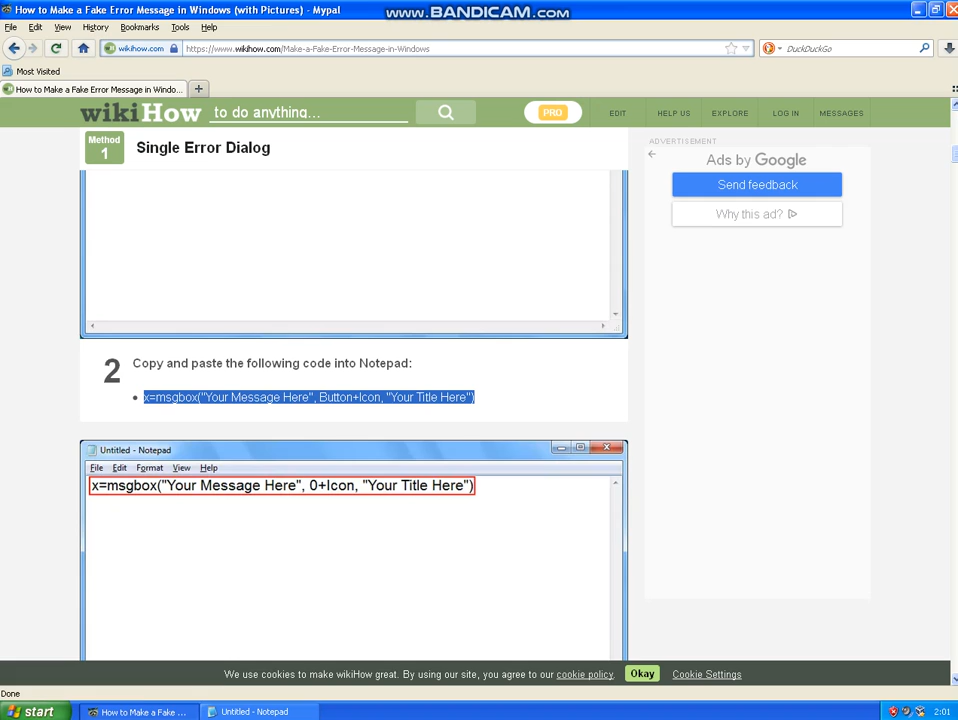 How to Make a Fake Error Message in Windows (with Pictures) - Mypal
www.BANDICAM.com
File Edit View History Bookmarks Tools Help
wikihow.com https://www.wikihow.com/Make-a-Fake-Error-Message-in-Windows DuckDuckGo
Most Visited
How to Make a Fake Error Message in Windo...
wikiHow to do anything... PRO EDIT HELP US EXPLORE LOG IN MESSAGES
Method
1
Single Error Dialog
ADVERTISEMENT
Ads by Google
Send feedback
Why this ad?
2
Copy and paste the following code into Notepad:
• x=msgbox("Your Message Here", Button+Icon, "Your Title Here")
Untitled - Notepad
File Edit Format View Help
x=msgbox("Your Message Here", 0+Icon, "Your Title Here")
We use cookies to make wikiHow great. By using our site, you agree to our cookie policy. Okay Cookie Settings
Done
start How to Make a Fake ... Untitled - Notepad 2:01